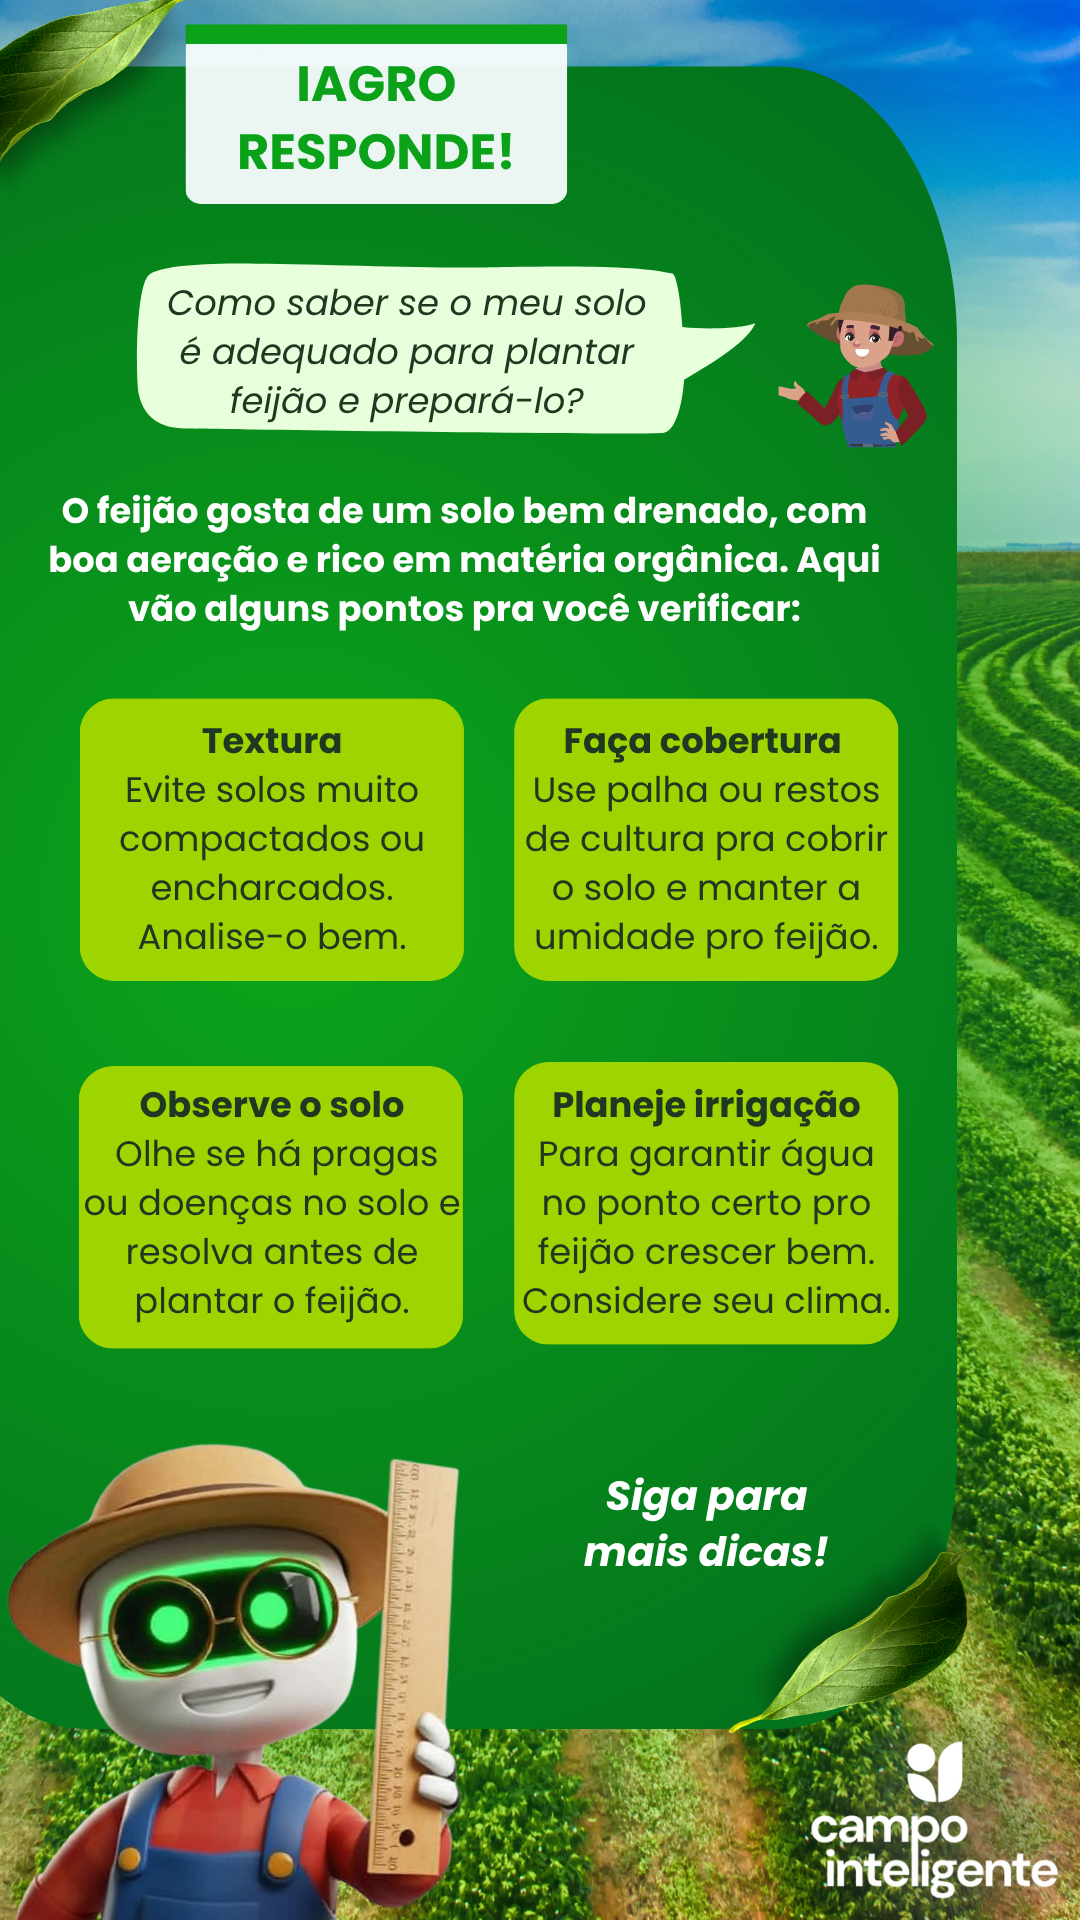 IAGRO
RESPONDE!
Como saber se o meu solo
é adequado para plantar
feijão e prepará-lo?
O feijão gosta de um solo bem drenado, com
boa aeração e rico em matéria orgânica. Aqui
vão alguns pontos pra você verificar:
Textura
Evite solos muito
compactados ou
encharcados.
Analise-o bem.
Faça cobertura
Use palha ou restos
de cultura pra cobrir
o solo e manter a
umidade pro feijão.
Observe o solo
Olhe se há pragas
ou doenças no solo e
resolva antes de
plantar o feijão.
Planeje irrigação
Para garantir água
no ponto certo pro
feijão crescer bem.
Considere seu clima.
Siga para
mais dicas!
campo
inteligente